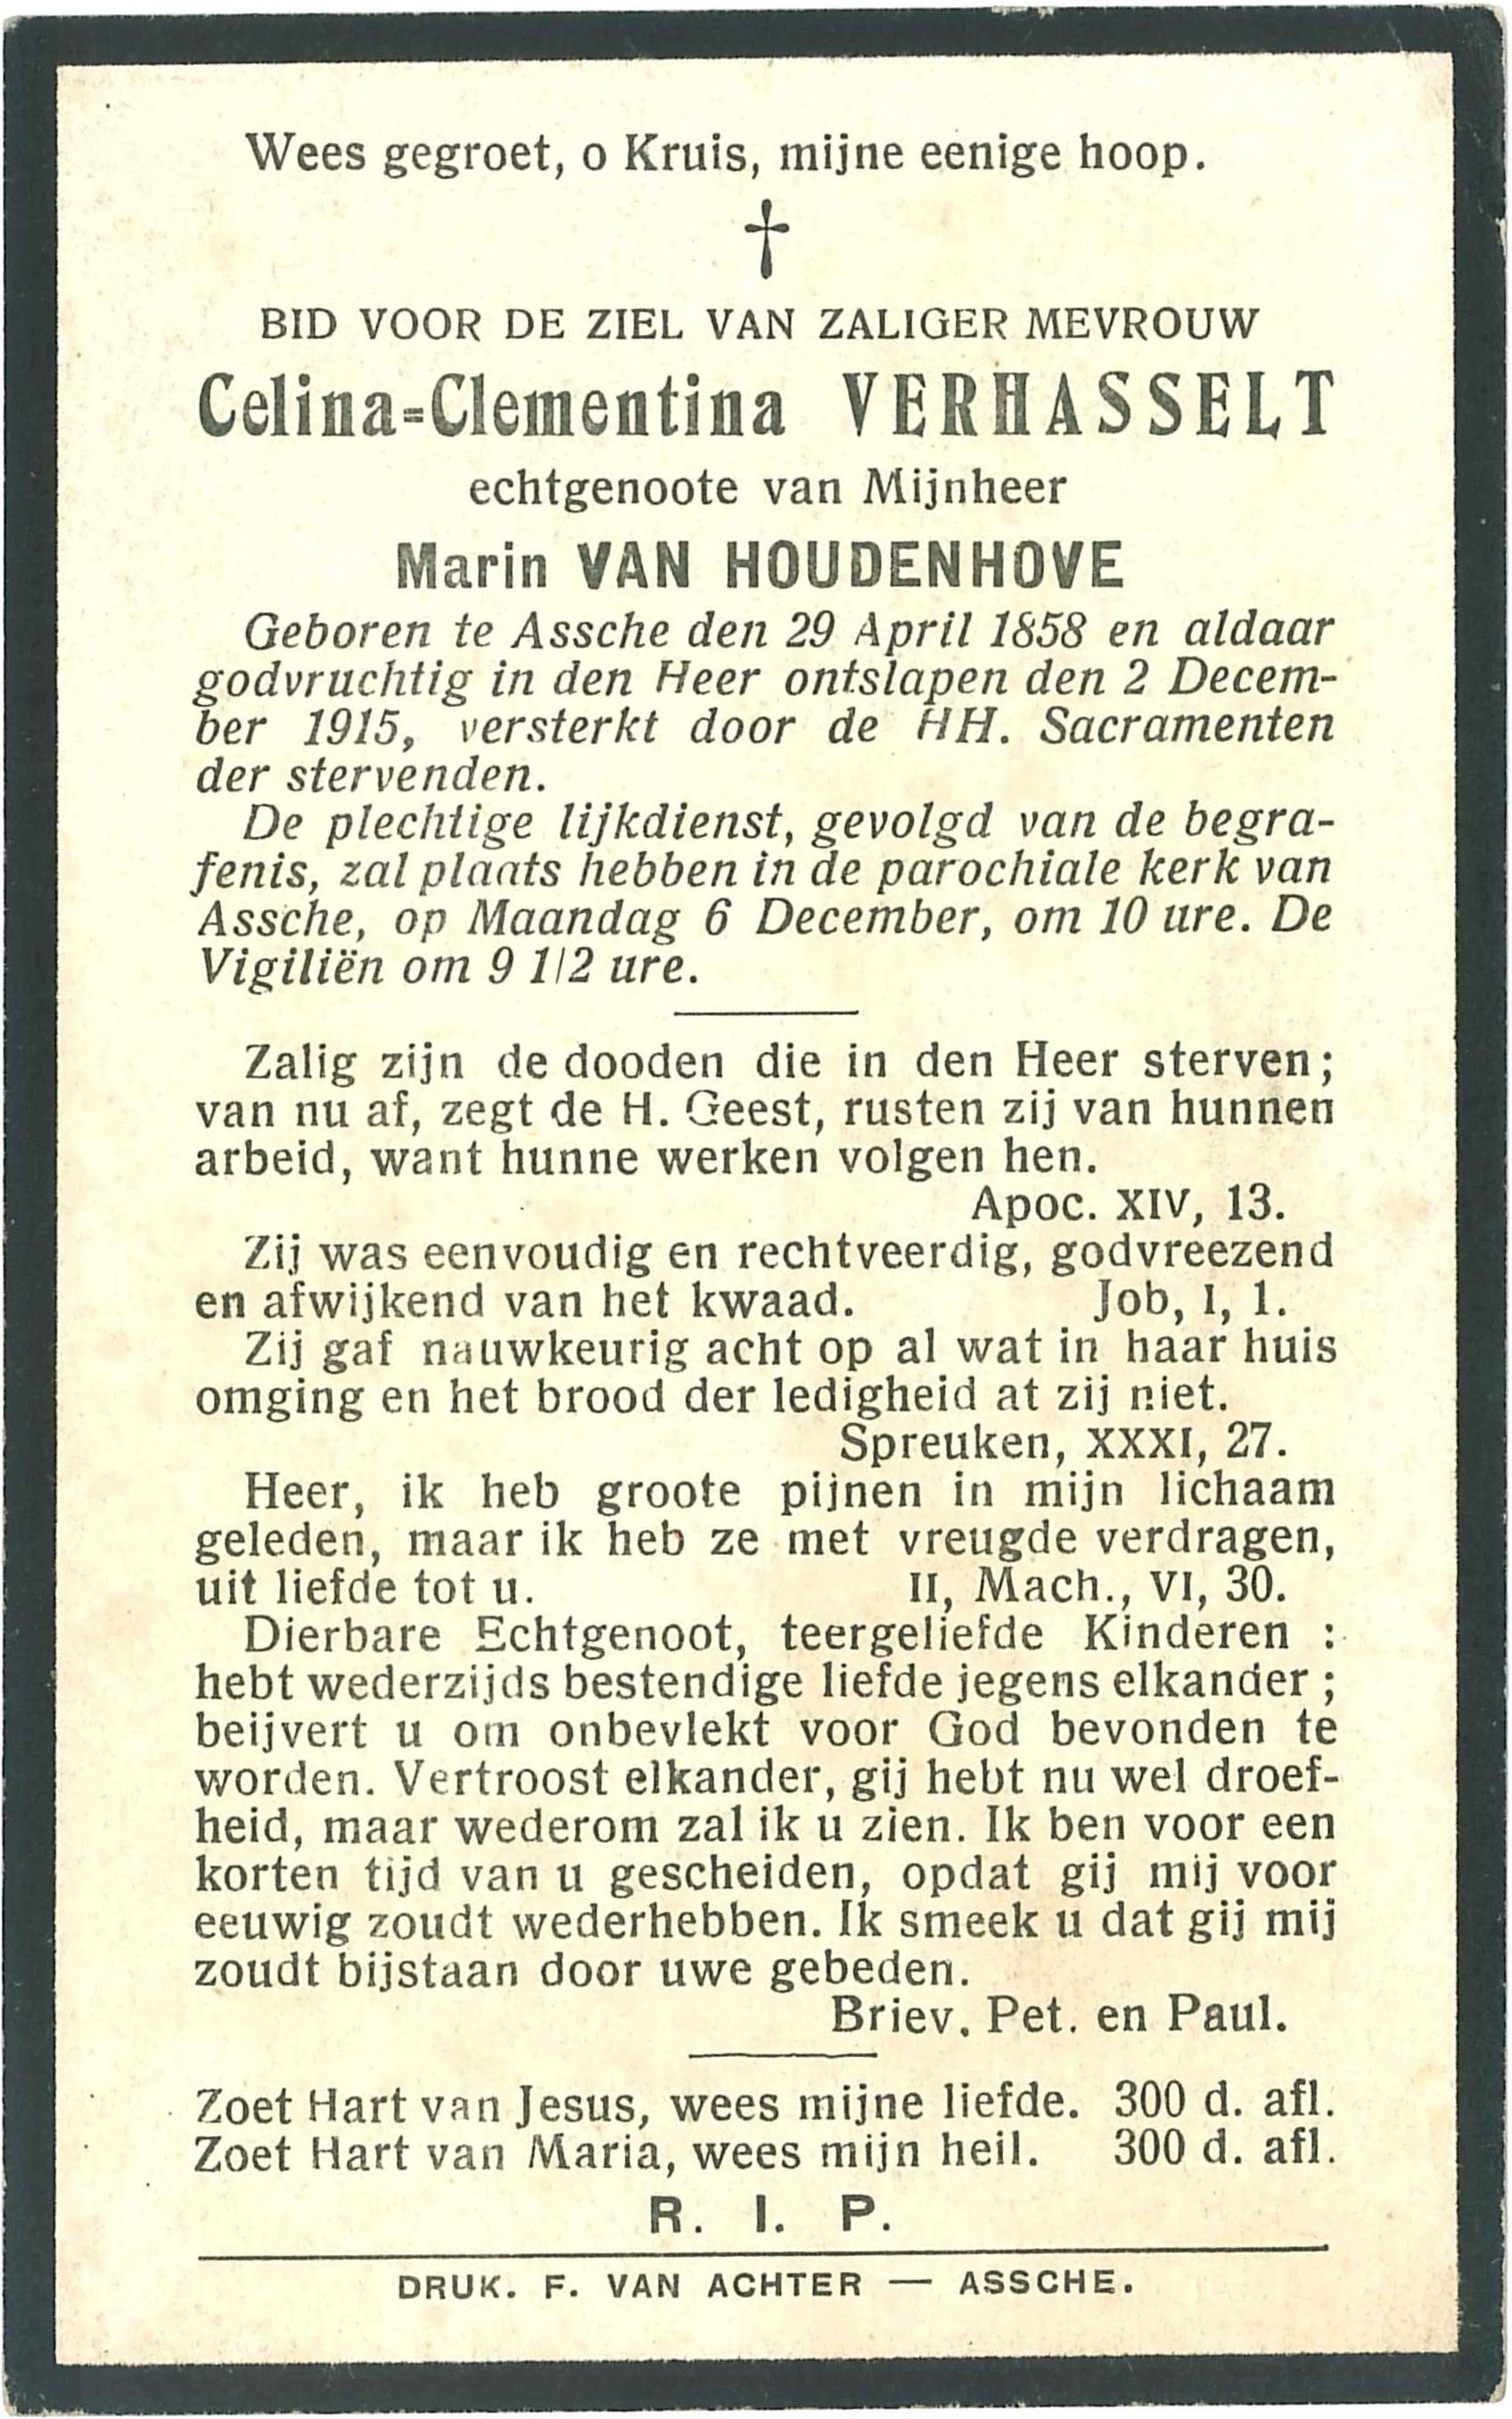 Wees gegroet, o Kruis, mijne eenige hoop.
†
BID VOOR DE ZIEL VAN ZALIGER MEVROUW
Celina=Clementina VERHASSELT
echtgenoote van Mijnheer
Marin VAN HOUDENHOVE
Geboren te Assche den 29 April 1858 en aldaar
godvruchtig in den Heer ontslapen den 2 Decem-
ber 1915, versterkt door de HH. Sacramenten
der stervenden.
De plechtige lijkdienst, gevolgd van de begra-
fenis, zal plaats hebben in de parochiale kerk van
Assche, op Maandag 6 December, om 10 ure. De
Vigiliën om 9 1/2 ure.
Zalig zijn de dooden die in den Heer sterven;
van nu af, zegt de H. Geest, rusten zij van hunnen
arbeid, want hunne werken volgen hen.
Apoc. XIV, 13.
Zij was eenvoudig en rechtveerdig, godvreezend
en afwijkend van het kwaad. Job, I, 1.
Zij gaf nauwkeurig acht op al wat in haar huis
omging en het brood der ledigheid at zij niet.
Spreuken, XXXI, 27.
Heer, ik heb groote pijnen in mijn lichaam
geleden, maar ik heb ze met vreugde verdragen,
uit liefde tot u. II, Mach., VI, 30.
Dierbare Echtgenoot, teergeliefde Kinderen :
hebt wederzijds bestendige liefde jegens elkander ;
beijvert u om onbevlekt voor God bevonden te
worden. Vertroost elkander, gij hebt nu wel droef-
heid, maar wederom zal ik u zien. Ik ben voor een
korten tijd van u gescheiden, opdat gij mij voor
eeuwig zoudt wederhebben. Ik smeek u dat gij mij
zoudt bijstaan door uwe gebeden.
Briev. Pet. en Paul.
Zoet Hart van Jesus, wees mijne liefde. 300 d. afl.
Zoet Hart van Maria, wees mijn heil. 300 d. afl.
R. I. P.
DRUK. F. VAN ACHTER — ASSCHE.